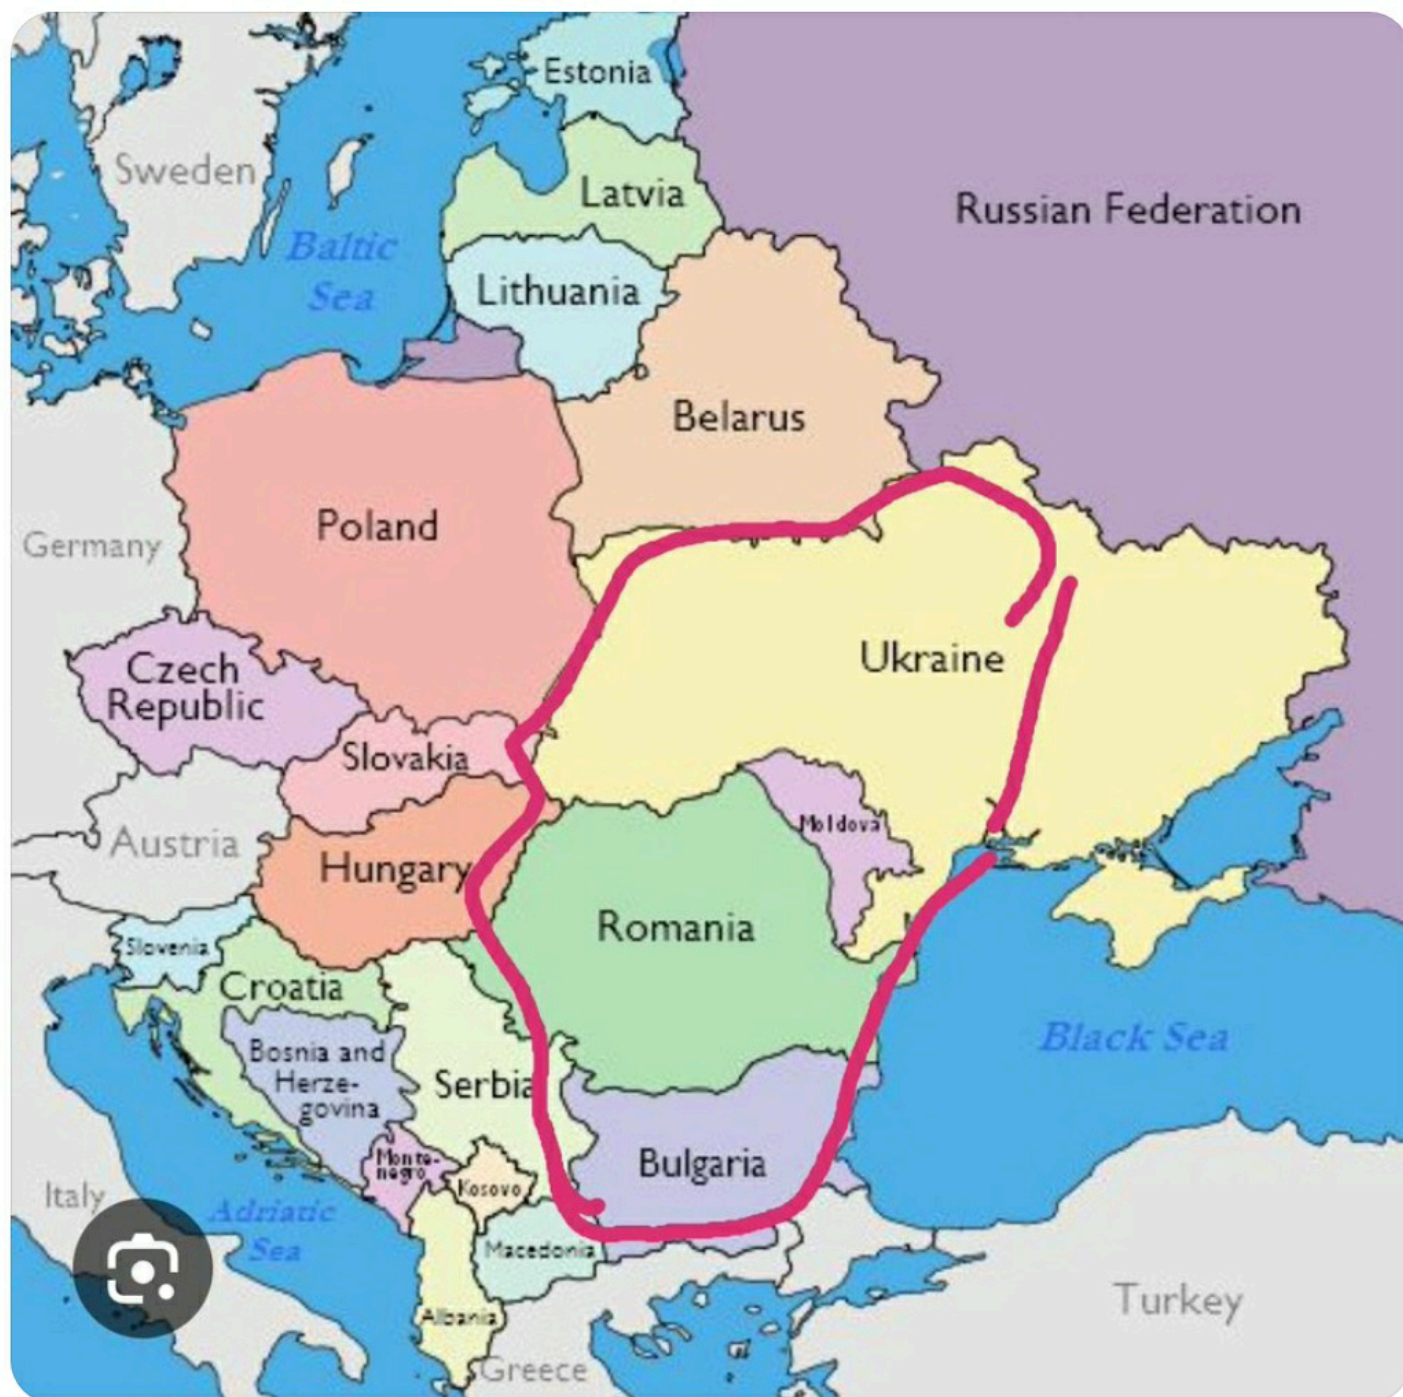 Estonia
Sweden
Latvia
Russian Federation
Baltic
Sea
Lithuania
Belarus
Poland
Germany
Ukraine
Czech
Republic
Slovakia
Moldova
Austria
Hungary
Romania
Slovenia
Croatia
Black Sea
Bosnia and
Herze-
govina
Serbia
Bulgaria
Monte-
negro
Kosovo
Italy
Adriatic
Sea
Macedonia
Turkey
Albania
Greece